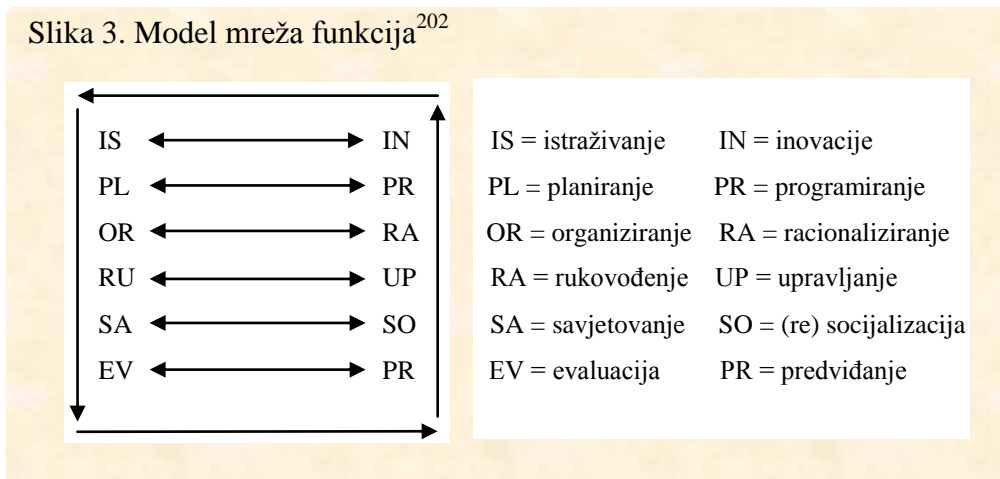 Slika 3. Model mreža funkcija202
IS IN
PL PR
OR RA
RU UP
SA SO
EV PR
IS = istraživanje IN = inovacije
PL = planiranje PR = programiranje
OR = organiziranje RA = racionaliziranje
RA = rukovođenje UP = upravljanje
SA = savjetovanje SO = (re) socijalizacija
EV = evaluacija PR = predviđanje